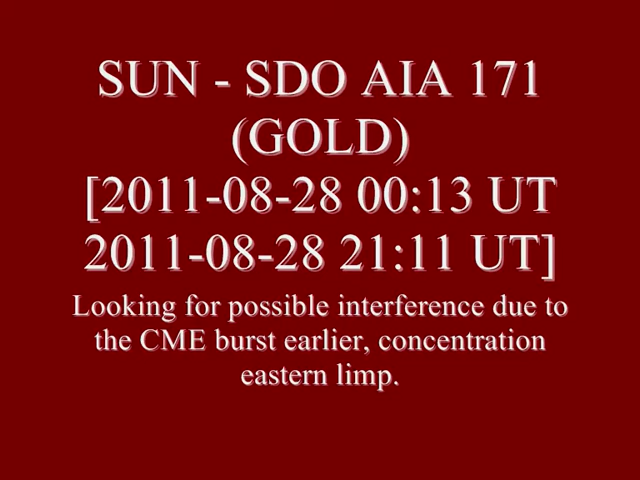 SUN - SDO AIA 171
(GOLD)
[2011-08-28 00:13 UT
2011-08-28 21:11 UT]
Looking for possible interference due to
the CME burst earlier, concentration
eastern limp.